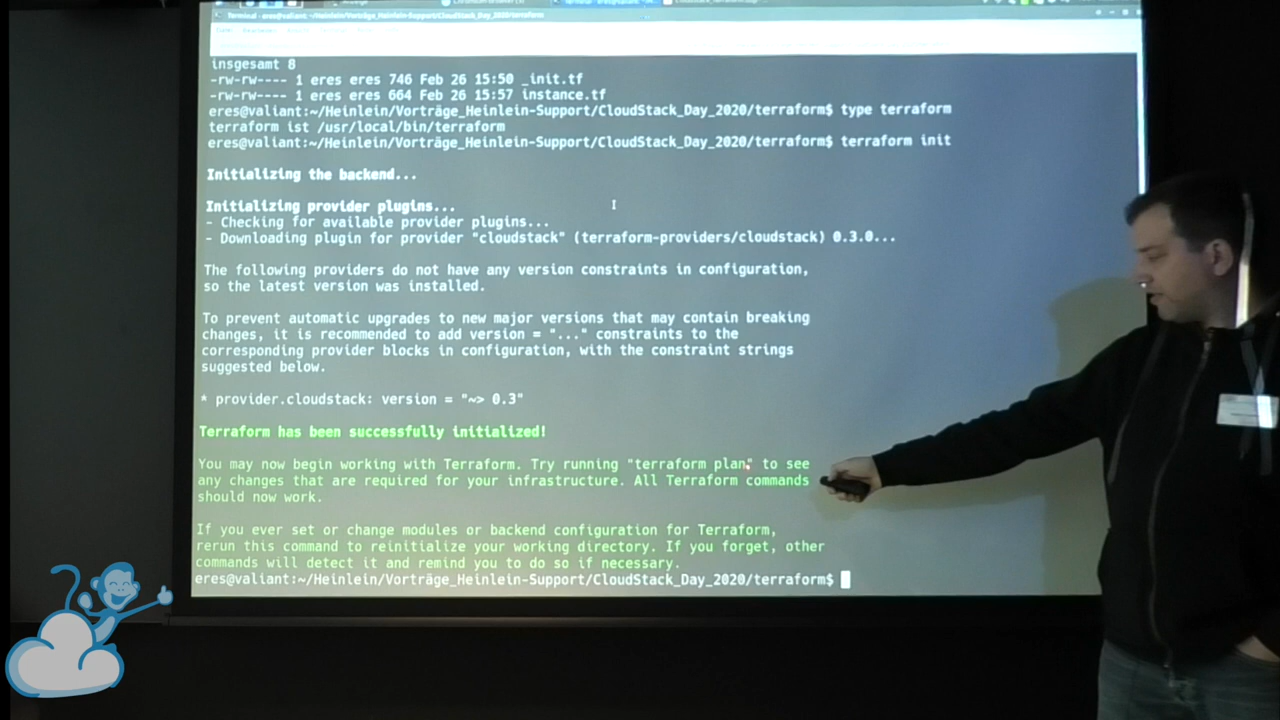 Terminal - eres@valiant: ~/Heinlein/Vorträge_Heinlein-Support/CloudStack_Day_2020/terraform
insgesamt 8
-rw-rw---- 1 eres eres 746 Feb 26 15:50 _init.tf
-rw-rw---- 1 eres eres 664 Feb 26 15:57 instance.tf
eres@valiant:~/Heinlein/Vorträge_Heinlein-Support/CloudStack_Day_2020/terraform$ type terraform
terraform ist /usr/local/bin/terraform
eres@valiant:~/Heinlein/Vorträge_Heinlein-Support/CloudStack_Day_2020/terraform$ terraform init
Initializing the backend...
Initializing provider plugins...
- Checking for available provider plugins...
- Downloading plugin for provider "cloudstack" (terraform-providers/cloudstack) 0.3.0...
The following providers do not have any version constraints in configuration,
so the latest version was installed.
To prevent automatic upgrades to new major versions that may contain breaking
changes, it is recommended to add version = "..." constraints to the
corresponding provider blocks in configuration, with the constraint strings
suggested below.
* provider.cloudstack: version = "~> 0.3"
Terraform has been successfully initialized!
You may now begin working with Terraform. Try running "terraform plan" to see
any changes that are required for your infrastructure. All Terraform commands
should now work.
If you ever set or change modules or backend configuration for Terraform,
rerun this command to reinitialize your working directory. If you forget, other
commands will detect it and remind you to do so if necessary.
eres@valiant:~/Heinlein/Vorträge_Heinlein-Support/CloudStack_Day_2020/terraform$